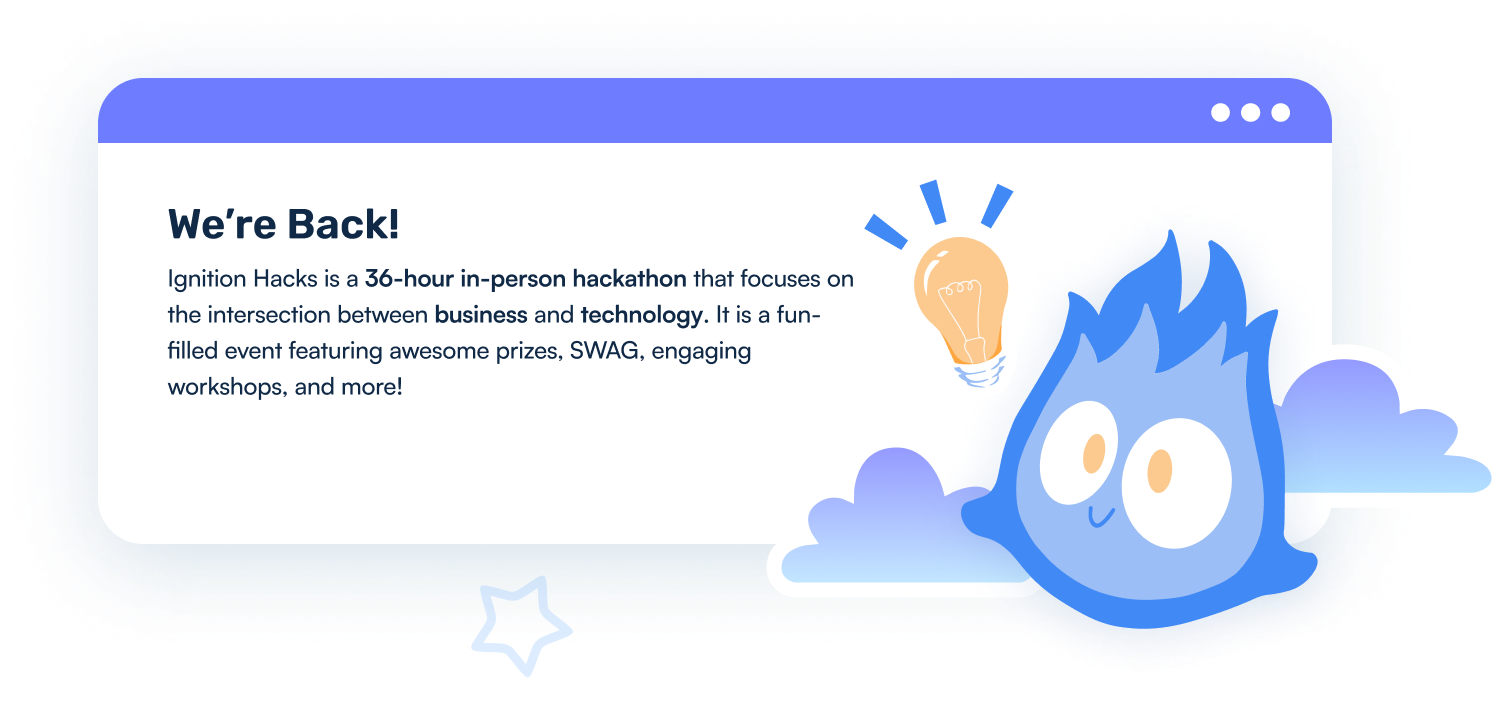 We’re Back!
Ignition Hacks is a 36-hour in-person hackathon that focuses on
the intersection between business and technology. It is a fun-
filled event featuring awesome prizes, SWAG, engaging
workshops, and more!